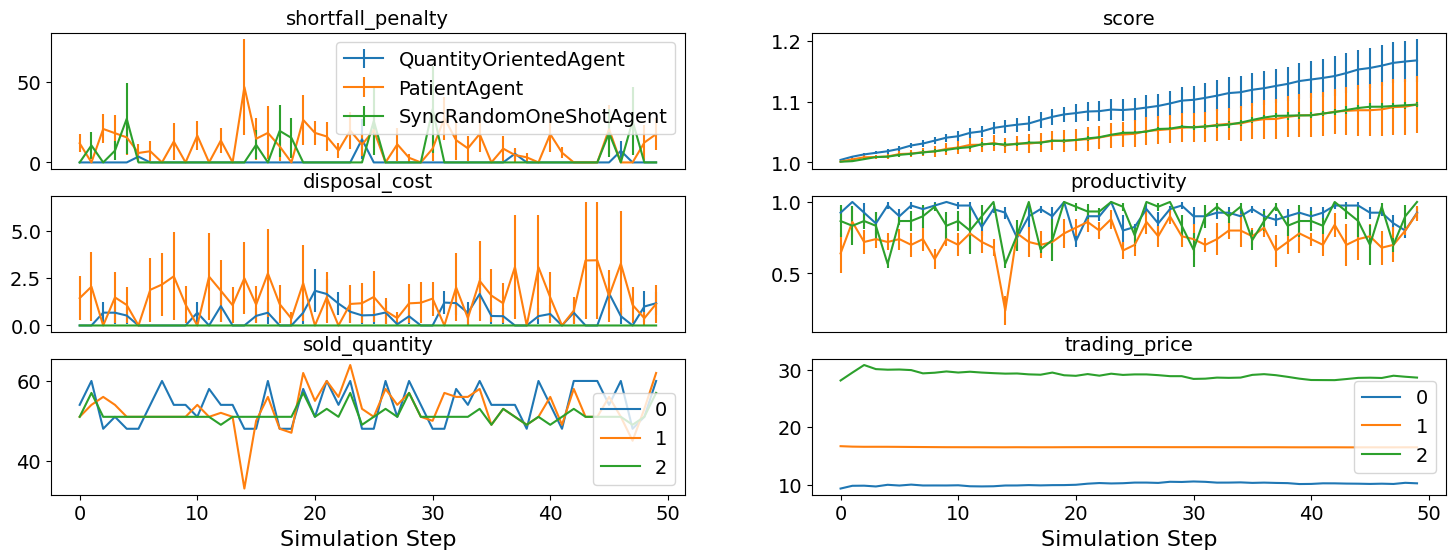 shortfall_penalty
50
0
QuantityOrientedAgent
PatientAgent
SyncRandomOneShotAgent
score
1.2
1.1
1.0
disposal_cost
5.0
2.5
0.0
productivity
1.0
0.5
sold_quantity
60
40
0
1
2
0 10 20 30 40 50
Simulation Step
trading_price
30
20
10
0
1
2
0 10 20 30 40 50
Simulation Step